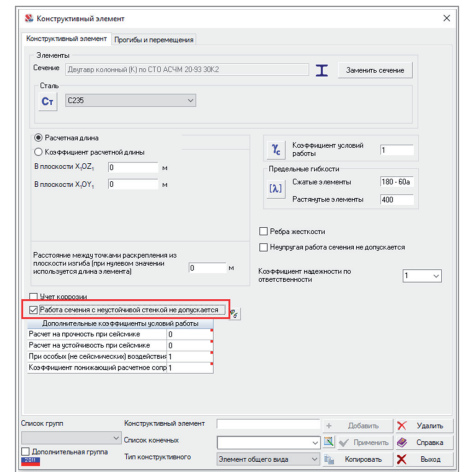 Конструктивный элемент
Конструктивный элемент Прогибы и перемещения
Элементы
Сечение Двутавр колонный (К) по СТО АСЧМ 20-93 30К2 Заменить сечение
Сталь
Ст С235
Расчетная длина
Коэффициент расчетной длины
В плоскости X₁OZ₁ 0 м
В плоскости X₁OY₁ 0 м
γc Коэффициент условий работы 1
Предельные гибкости
[λ] Сжатые элементы 180 - 60a
Растянутые элементы 400
Ребра жесткости
Неупругая работа сечения не допускается
Расстояние между точками раскрепления из
плоскости изгиба (при нулевом значении
используется длина элемента) 0 м
Коэффициент надежности по
ответственности 1
Учет коррозии
Работа сечения с неустойчивой стенкой не допускается
Дополнительные коэффициенты условий работы
Расчет на прочность при сейсмике 0
Расчет на устойчивость при сейсмике 0
При особых (не сейсмических) воздействия 1
Коэффициент понижающий расчетное сопр 1
Список групп Конструктивный элемент Добавить Удалить
Список конечных Применить Справка
Дополнительная группа
Тип конструктивного Элемент общего вида Копировать Выход